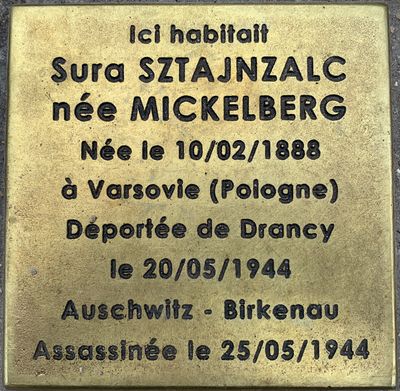 Ici habitait
Sura SZTAJNZALC
née MICKELBERG
Née le 10/02/1888
à Varsovie (Pologne)
Déportée de Drancy
le 20/05/1944
Auschwitz - Birkenau
Assassinée le 25/05/1944